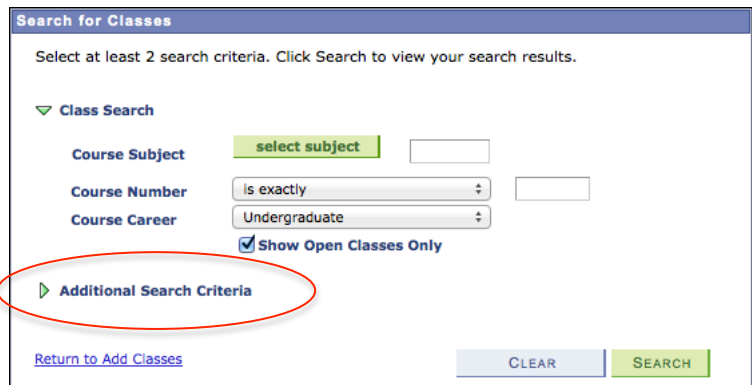 Search for Classes
Select at least 2 search criteria. Click Search to view your search results.
Class Search
Course Subject select subject
Course Number is exactly
Course Career Undergraduate
Show Open Classes Only
Additional Search Criteria
Return to Add Classes CLEAR SEARCH